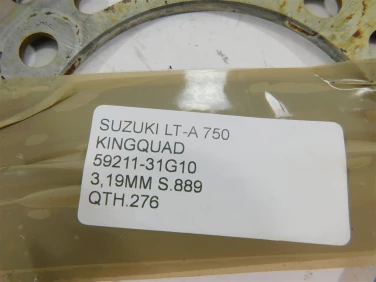 SUZUKI LT-A 750
KINGQUAD
59211-31G10
3,19MM S.889
QTH.276